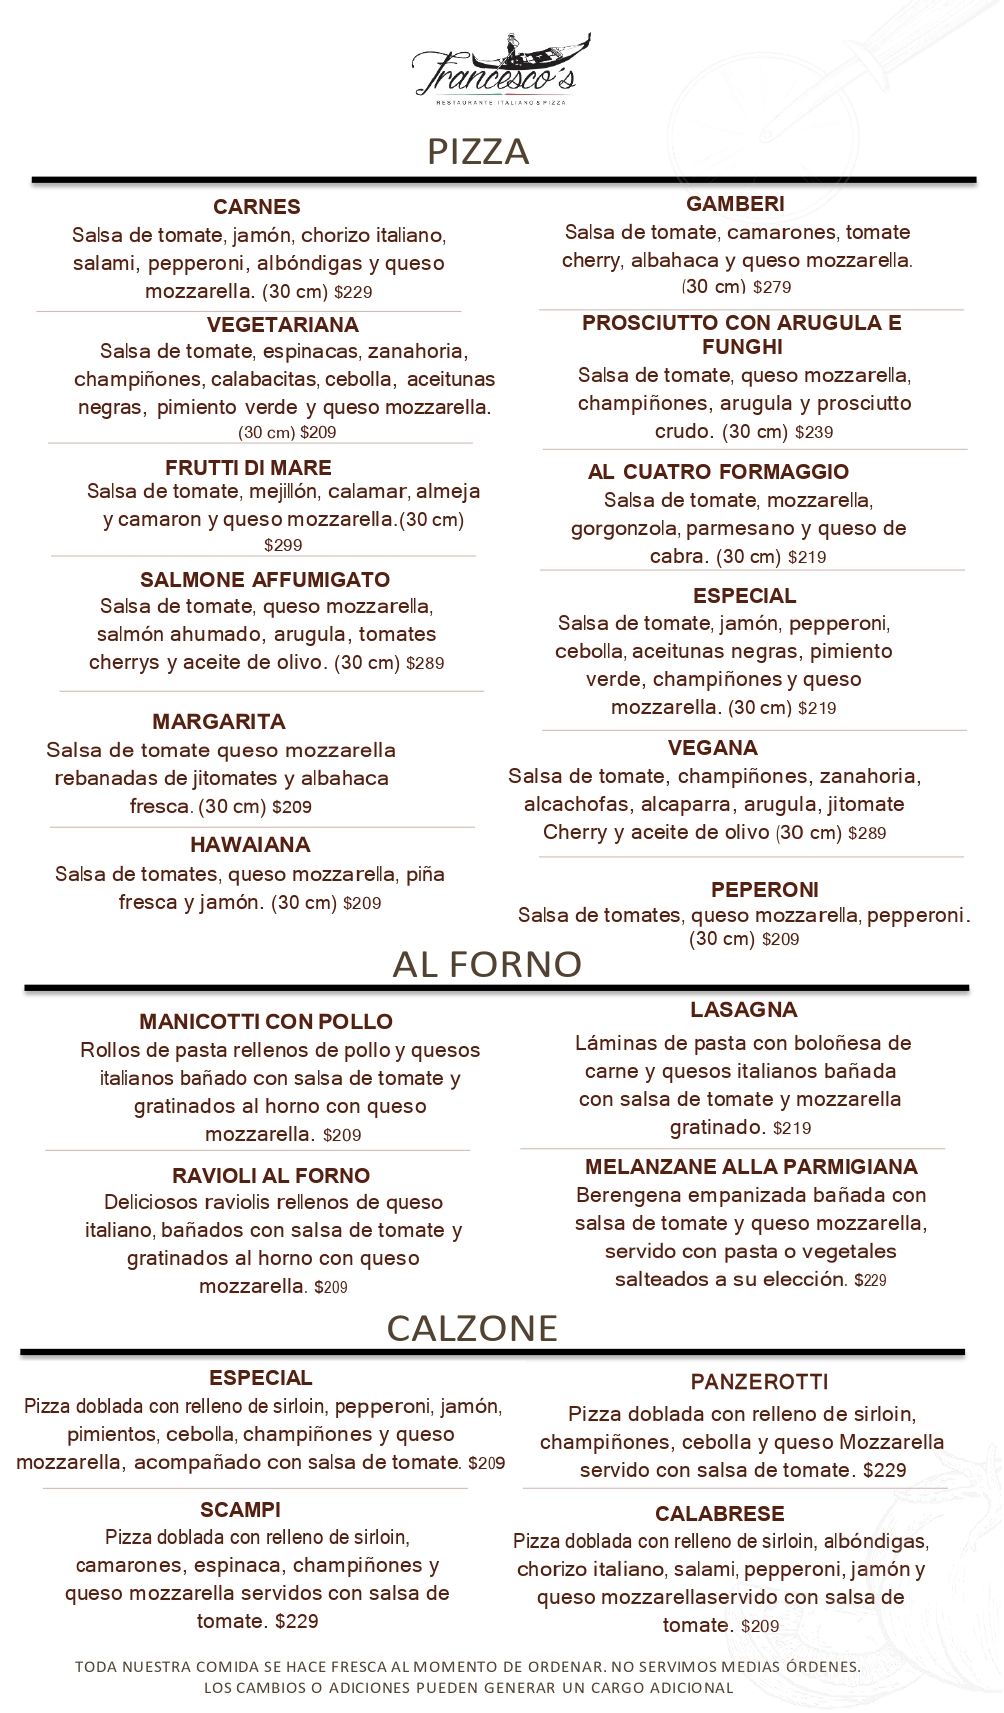 Francesco's
RESTAURANTE ITALIANO & PIZZA
PIZZA
CARNES
Salsa de tomate, jamón, chorizo italiano,
salami, pepperoni, albóndigas y queso
mozzarella. (30 cm) $229
VEGETARIANA
Salsa de tomate, espinacas, zanahoria,
champiñones, calabacitas, cebolla, aceitunas
negras, pimiento verde y queso mozzarella.
(30 cm) $209
FRUTTI DI MARE
Salsa de tomate, mejillón, calamar, almeja
y camaron y queso mozzarella.(30 cm)
$299
SALMONE AFFUMIGATO
Salsa de tomate, queso mozzarella,
salmón ahumado, arugula, tomates
cherrys y aceite de olivo. (30 cm) $289
MARGARITA
Salsa de tomate queso mozzarella
rebanadas de jitomates y albahaca
fresca. (30 cm) $209
HAWAIANA
Salsa de tomates, queso mozzarella, piña
fresca y jamón. (30 cm) $209
GAMBERI
Salsa de tomate, camarones, tomate
cherry, albahaca y queso mozzarella.
(30 cm) $279
PROSCIUTTO CON ARUGULA E
FUNGHI
Salsa de tomate, queso mozzarella,
champiñones, arugula y prosciutto
crudo. (30 cm) $239
AL CUATRO FORMAGGIO
Salsa de tomate, mozzarella,
gorgonzola, parmesano y queso de
cabra. (30 cm) $219
ESPECIAL
Salsa de tomate, jamón, pepperoni,
cebolla, aceitunas negras, pimiento
verde, champiñones y queso
mozzarella. (30 cm) $219
VEGANA
Salsa de tomate, champiñones, zanahoria,
alcachofas, alcaparra, arugula, jitomate
Cherry y aceite de olivo (30 cm) $289
PEPERONI
Salsa de tomates, queso mozzarella, pepperoni.
(30 cm) $209
AL FORNO
MANICOTTI CON POLLO
Rollos de pasta rellenos de pollo y quesos
italianos bañado con salsa de tomate y
gratinados al horno con queso
mozzarella. $209
RAVIOLI AL FORNO
Deliciosos raviolis rellenos de queso
italiano, bañados con salsa de tomate y
gratinados al horno con queso
mozzarella. $209
LASAGNA
Láminas de pasta con boloñesa de
carne y quesos italianos bañada
con salsa de tomate y mozzarella
gratinado. $219
MELANZANE ALLA PARMIGIANA
Berengena empanizada bañada con
salsa de tomate y queso mozzarella,
servido con pasta o vegetales
salteados a su elección. $229
CALZONE
ESPECIAL
Pizza doblada con relleno de sirloin, pepperoni, jamón,
pimientos, cebolla, champiñones y queso
mozzarella, acompañado con salsa de tomate. $209
SCAMPI
Pizza doblada con relleno de sirloin,
camarones, espinaca, champiñones y
queso mozzarella servidos con salsa de
tomate. $229
PANZEROTTI
Pizza doblada con relleno de sirloin,
champiñones, cebolla y queso Mozzarella
servido con salsa de tomate. $229
CALABRESE
Pizza doblada con relleno de sirloin, albóndigas,
chorizo italiano, salami, pepperoni, jamón y
queso mozzarellaservido con salsa de
tomate. $209
TODA NUESTRA COMIDA SE HACE FRESCA AL MOMENTO DE ORDENAR. NO SERVIMOS MEDIAS ÓRDENES.
LOS CAMBIOS O ADICIONES PUEDEN GENERAR UN CARGO ADICIONAL